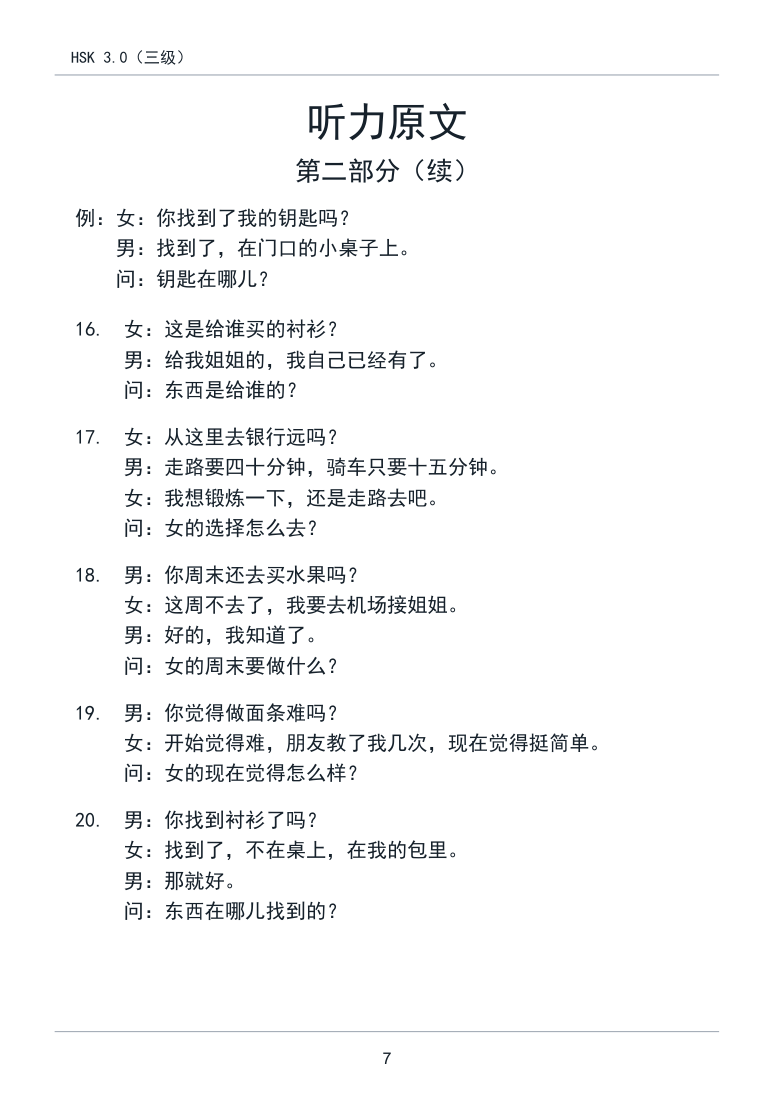 HSK 3.0（三级）
听力原文
第二部分（续）
例：女：你找到了我的钥匙吗？
男：找到了，在门口的小桌子上。
问：钥匙在哪儿？
16. 女：这是给谁买的衬衫？
男：给我姐姐的，我自己已经有了。
问：东西是给谁的？
17. 女：从这里去银行远吗？
男：走路要四十分钟，骑车只要十五分钟。
女：我想锻炼一下，还是走路去吧。
问：女的选择怎么去？
18. 男：你周末还去买水果吗？
女：这周不去了，我要去机场接姐姐。
男：好的，我知道了。
问：女的周末要做什么？
19. 男：你觉得做面条难吗？
女：开始觉得难，朋友教了我几次，现在觉得挺简单。
问：女的现在觉得怎么样？
20. 男：你找到衬衫了吗？
女：找到了，不在桌上，在我的包里。
男：那就好。
问：东西在哪儿找到的？
7